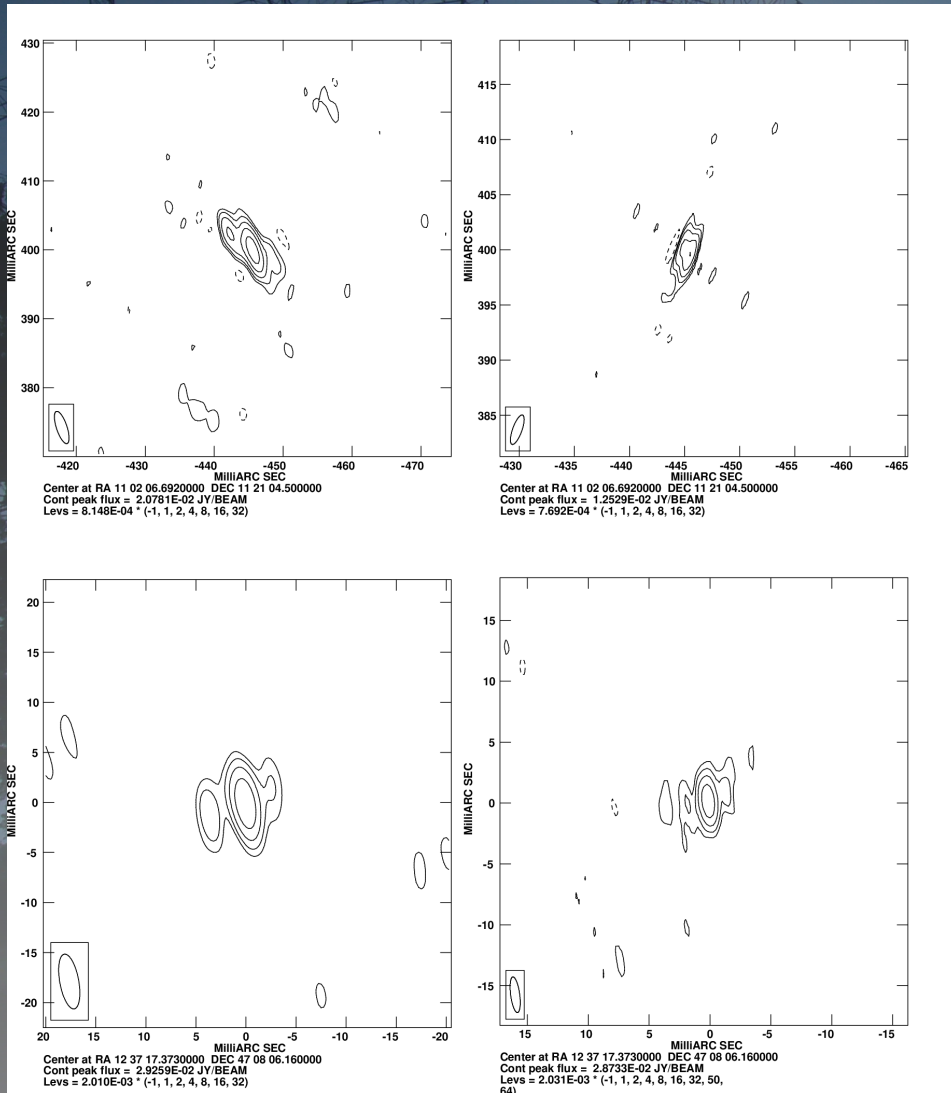 430
420
410
400
390
380
MilliARC SEC
-420 -430 -440 -450 -460 -470
MilliARC SEC
Center at RA 11 02 06.6920000 DEC 11 21 04.500000
Cont peak flux = 2.0781E-02 JY/BEAM
Levs = 8.148E-04 * (-1, 1, 2, 4, 8, 16, 32)
415
410
405
400
395
390
385
MilliARC SEC
-430 -435 -440 -445 -450 -455 -460 -465
MilliARC SEC
Center at RA 11 02 06.6920000 DEC 11 21 04.500000
Cont peak flux = 1.2529E-02 JY/BEAM
Levs = 7.692E-04 * (-1, 1, 2, 4, 8, 16, 32)
20
15
10
5
0
-5
-10
-15
-20
MilliARC SEC
20 15 10 5 0 -5 -10 -15 -20
MilliARC SEC
Center at RA 12 37 17.3730000 DEC 47 08 06.160000
Cont peak flux = 2.9259E-02 JY/BEAM
Levs = 2.010E-03 * (-1, 1, 2, 4, 8, 16, 32)
15
10
5
0
-5
-10
-15
MilliARC SEC
15 10 5 0 -5 -10 -15
MilliARC SEC
Center at RA 12 37 17.3730000 DEC 47 08 06.160000
Cont peak flux = 2.8733E-02 JY/BEAM
Levs = 2.031E-03 * (-1, 1, 2, 4, 8, 16, 32, 50,
64)